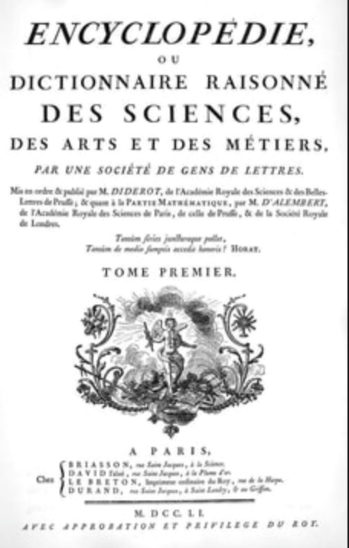 ENCYCLOPÉDIE,
OU
DICTIONNAIRE RAISONNÉ
DES SCIENCES,
DES ARTS ET DES MÉTIERS,
PAR UNE SOCIÉTÉ DE GENS DE LETTRES.
Mis en ordre & publié par M. DIDEROT, de l'Académie Royale des Sciences & des Belles-
Lettres de Prusse; & quant à la PARTIE MATHÉMATIQUE, par M. D'ALEMBERT,
de l'Académie Royale des Sciences de Paris, de celle de Prusse, & de la Société Royale
de Londres.
Tantùm series juncturaque pollet,
Tantùm de medio sumptis accedit honoris! HORAT.
TOME PREMIER.
A PARIS,
Chez
BRIASSON, rue Saint Jacques, à la Science.
DAVID l'aîné, rue Saint Jacques, à la Plume d'or.
LE BRETON, Imprimeur ordinaire du Roy, rue de la Harpe.
DURAND, rue Saint Jacques, à Saint Landry, & au Griffon.
M. DCC. LI.
AVEC APPROBATION ET PRIVILEGE DU ROY.